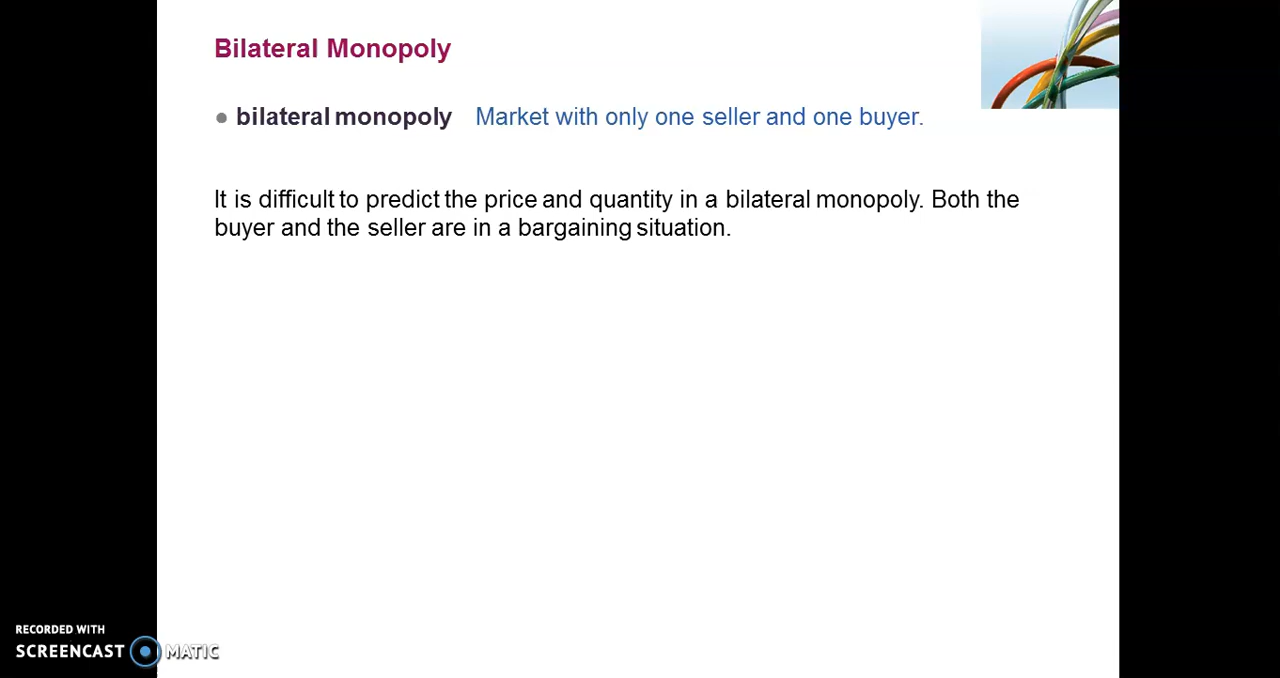 Bilateral Monopoly
● bilateral monopoly Market with only one seller and one buyer.
It is difficult to predict the price and quantity in a bilateral monopoly. Both the
buyer and the seller are in a bargaining situation.
RECORDED WITH
SCREENCAST MATIC